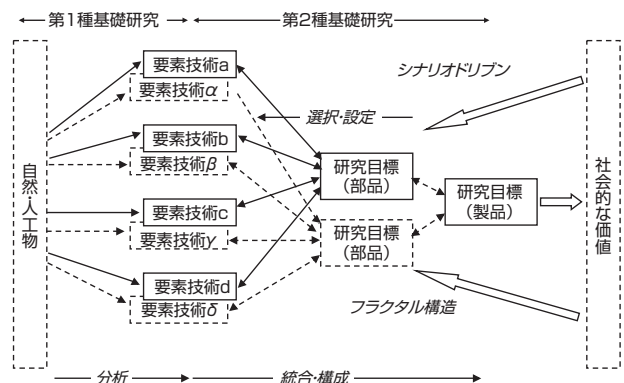 第1種基礎研究
第2種基礎研究
要素技術a
要素技術α
シナリオドリブン
選択・設定
要素技術b
要素技術β
自然・人工物
研究目標
(部品)
研究目標
(製品)
社会的な価値
要素技術c
要素技術γ
研究目標
(部品)
要素技術d
要素技術δ
フラクタル構造
分析
統合・構成